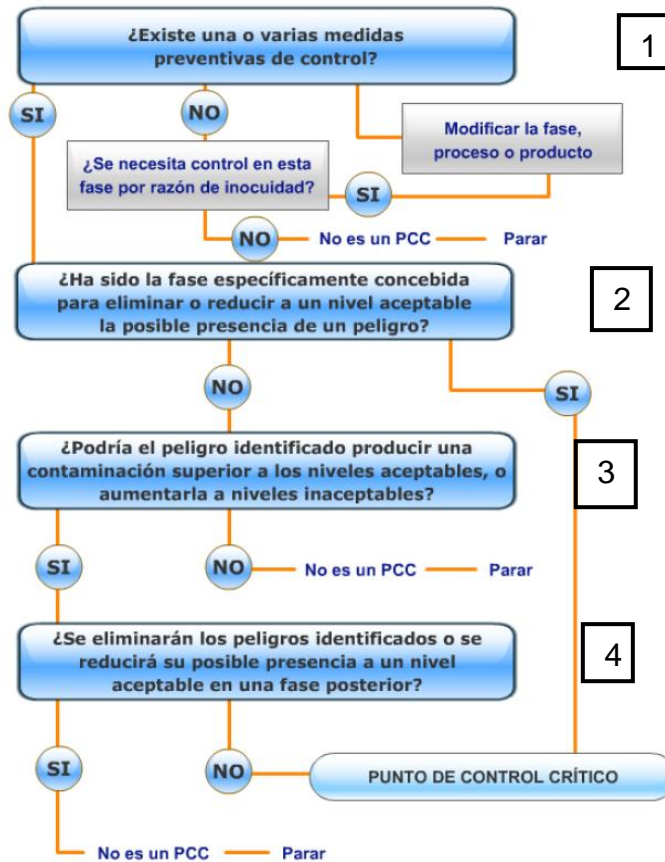 ¿Existe una o varias medidas
preventivas de control?
1
SI
NO
Modificar la fase,
proceso o producto
¿Se necesita control en esta
fase por razón de inocuidad?
SI
NO
No es un PCC
Parar
¿Ha sido la fase específicamente concebida
para eliminar o reducir a un nivel aceptable
la posible presencia de un peligro?
2
NO
SI
¿Podría el peligro identificado producir una
contaminación superior a los niveles aceptables, o
aumentarla a niveles inaceptables?
3
SI
NO
No es un PCC
Parar
¿Se eliminarán los peligros identificados o se
reducirá su posible presencia a un nivel
aceptable en una fase posterior?
4
SI
NO
PUNTO DE CONTROL CRÍTICO
No es un PCC
Parar